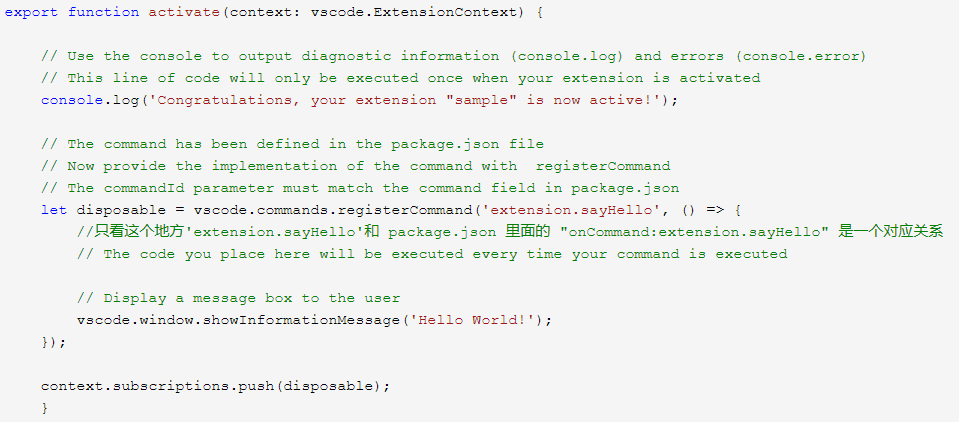 export function activate(context: vscode.ExtensionContext) {
// Use the console to output diagnostic information (console.log) and errors (console.error)
// This line of code will only be executed once when your extension is activated
console.log('Congratulations, your extension "sample" is now active!');
// The command has been defined in the package.json file
// Now provide the implementation of the command with  registerCommand
// The commandId parameter must match the command field in package.json
let disposable = vscode.commands.registerCommand('extension.sayHello', () => {
//只看这个地方'extension.sayHello'和 package.json 里面的 "onCommand:extension.sayHello" 是一个对应关系
// The code you place here will be executed every time your command is executed
// Display a message box to the user
vscode.window.showInformationMessage('Hello World!');
});
context.subscriptions.push(disposable);
}